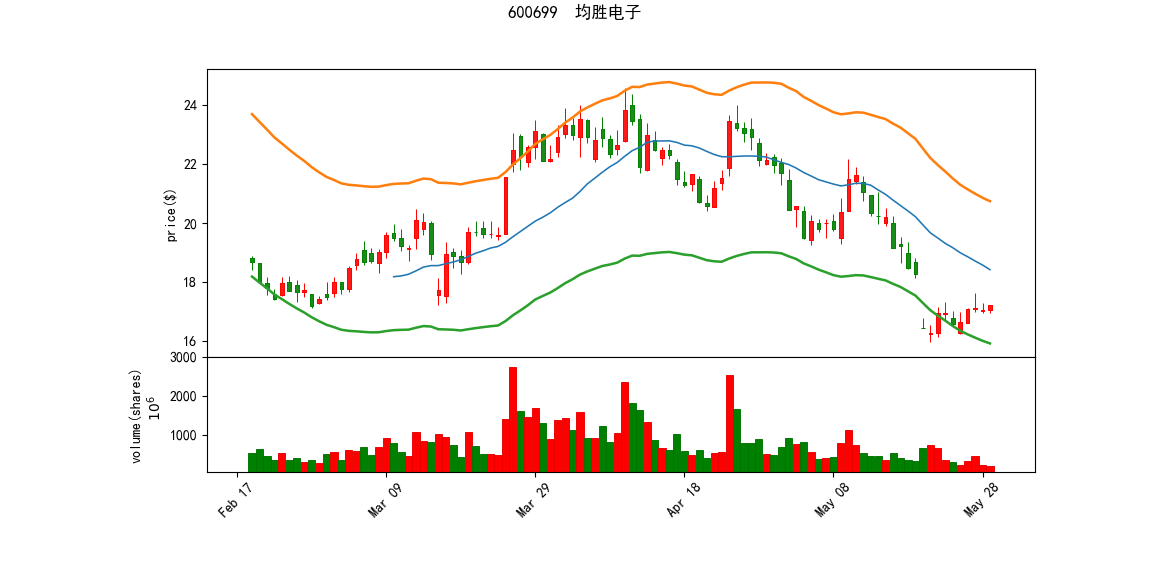 600699 均胜电子
price($)
24
22
20
18
16
volume(shares)
10^6
3000
2000
1000
Feb 17
Mar 09
Mar 29
Apr 18
May 08
May 28